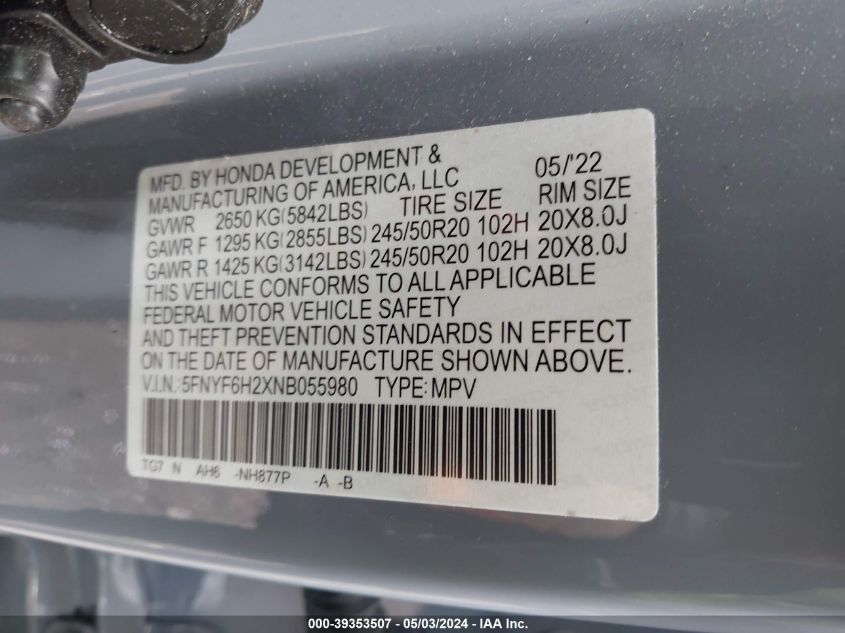 MFD. BY HONDA DEVELOPMENT &
MANUFACTURING OF AMERICA, LLC 05/'22
GVWR 2650 KG(5842LBS) TIRE SIZE RIM SIZE
GAWR F 1295 KG(2855LBS) 245/50R20 102H 20X8.0J
GAWR R 1425 KG(3142LBS) 245/50R20 102H 20X8.0J
THIS VEHICLE CONFORMS TO ALL APPLICABLE
FEDERAL MOTOR VEHICLE SAFETY
AND THEFT PREVENTION STANDARDS IN EFFECT
ON THE DATE OF MANUFACTURE SHOWN ABOVE.
V.I.N.:5FNYF6H2XNB055980 TYPE:MPV
TG7 N AH6 -NH877P -A -B
000-39353507 - 05/03/2024 - IAA Inc.